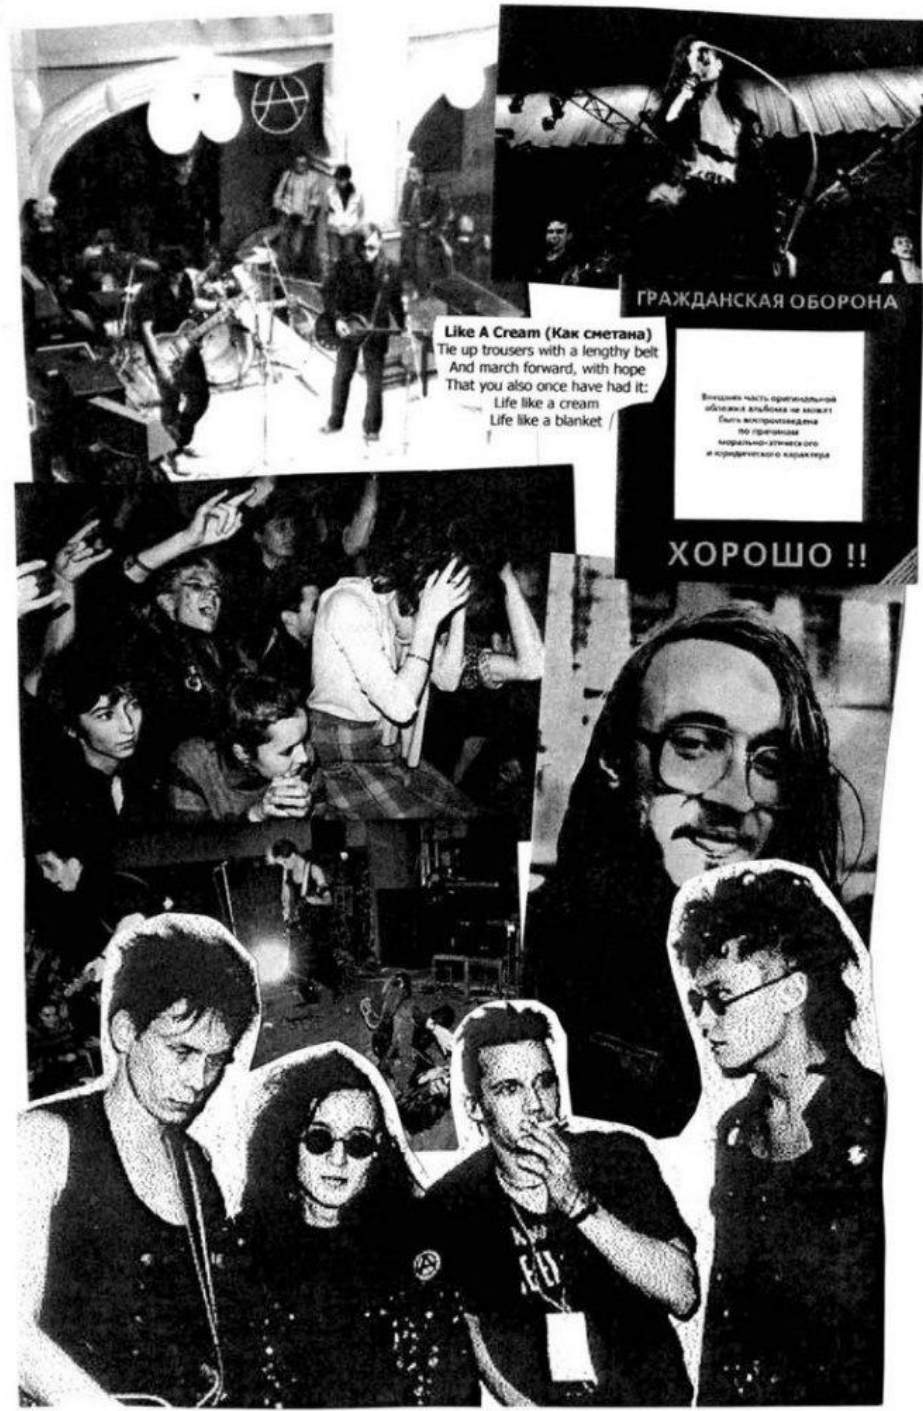 Like A Cream (Как сметана)
Tie up trousers with a lengthy belt
And march forward, with hope
That you also once have had it:
Life like a cream
Life like a blanket
ГРАЖДАНСКАЯ ОБОРОНА
Внешняя часть оригинальной
обложки альбома не может
быть воспроизведена
по причинам
морально-этического
и юридического характера
ХОРОШО !!